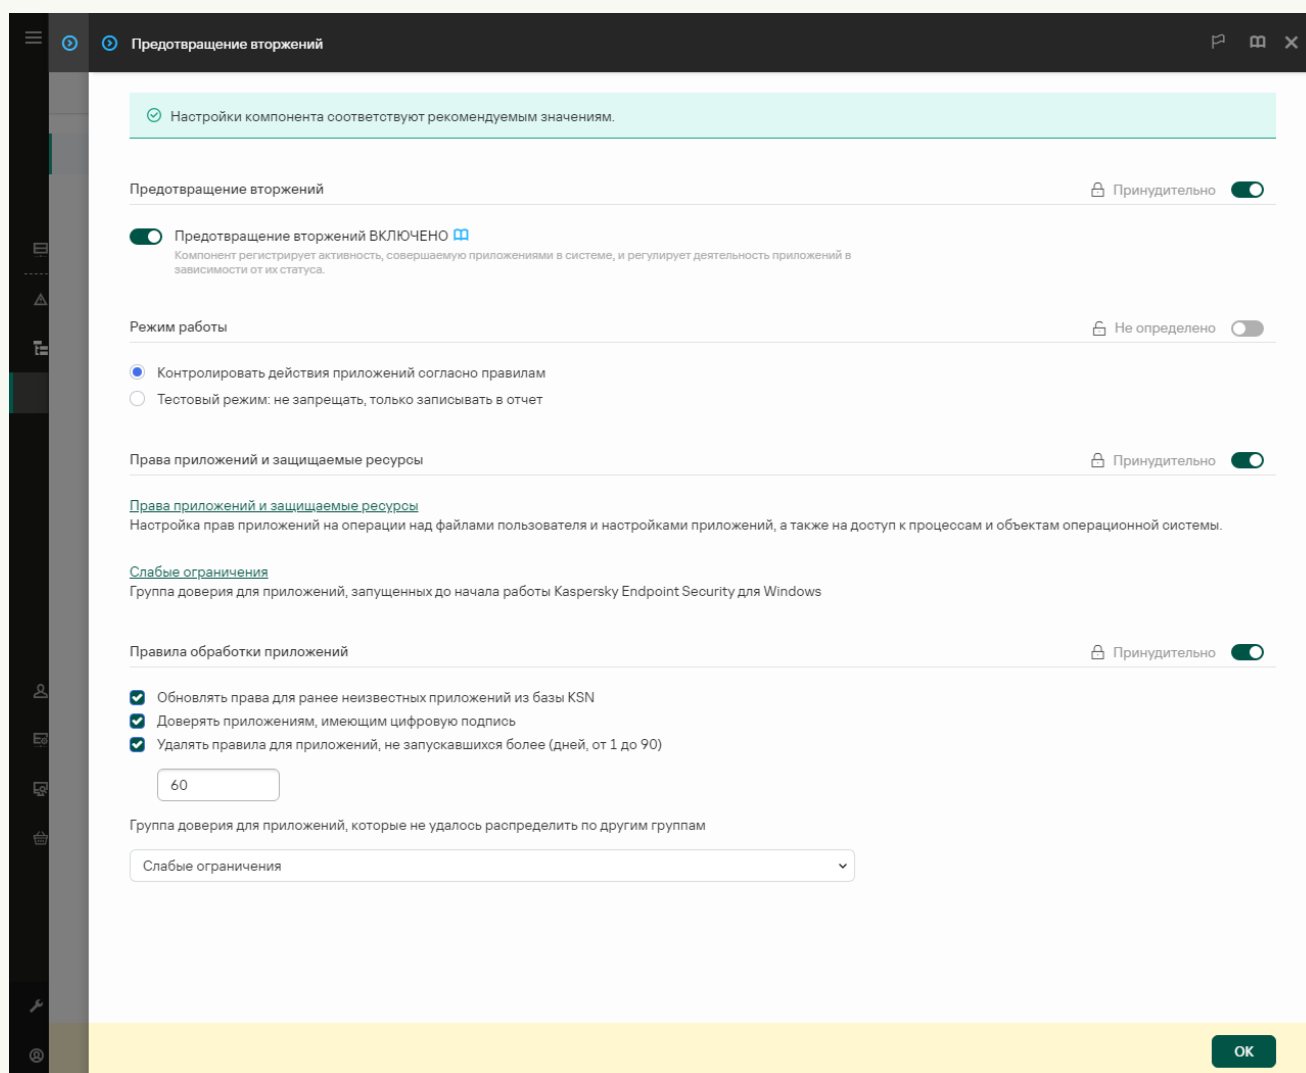 Предотвращение вторжений
Настройки компонента соответствуют рекомендуемым значениям.
Предотвращение вторжений
Принудительно
Предотвращение вторжений ВКЛЮЧЕНО
Компонент регистрирует активность, совершаемую приложениями в системе, и регулирует деятельность приложений в
зависимости от их статуса.
Режим работы
Не определено
Контролировать действия приложений согласно правилам
Тестовый режим: не запрещать, только записывать в отчет
Права приложений и защищаемые ресурсы
Принудительно
Права приложений и защищаемые ресурсы
Настройка прав приложений на операции над файлами пользователя и настройками приложений, а также на доступ к процессам и объектам операционной системы.
Слабые ограничения
Группа доверия для приложений, запущенных до начала работы Kaspersky Endpoint Security для Windows
Правила обработки приложений
Принудительно
Обновлять права для ранее неизвестных приложений из базы KSN
Доверять приложениям, имеющим цифровую подпись
Удалять правила для приложений, не запускавшихся более (дней, от 1 до 90)
60
Группа доверия для приложений, которые не удалось распределить по другим группам
Слабые ограничения
ОК